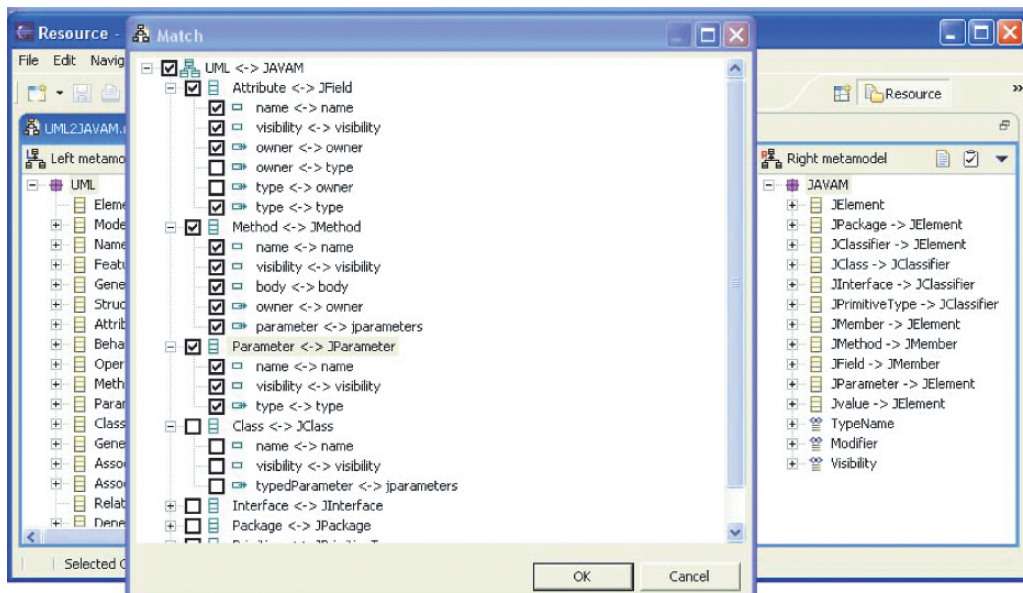 Resource -
Match
File Edit Navig
Resource
UML2JAVAM.
Left metamo
UML
Eleme
Mode
Name
Featu
Gene
Struc
Attrib
Beha
Oper
Meth
Parar
Class
Gene
Asso
Asso
Relat
Depe
Selected
UML <-> JAVAM
Attribute <-> JField
name <-> name
visibility <-> visibility
owner <-> owner
owner <-> type
type <-> owner
type <-> type
Method <-> JMethod
name <-> name
visibility <-> visibility
body <-> body
owner <-> owner
parameter <-> jparameters
Parameter <-> JParameter
name <-> name
visibility <-> visibility
type <-> type
Class <-> JClass
name <-> name
visibility <-> visibility
typedParameter <-> jparameters
Interface <-> JInterface
Package <-> JPackage
OK Cancel
Right metamodel
JAVAM
JElement
JPackage -> JElement
JClassifier -> JElement
JClass -> JClassifier
JInterface -> JClassifier
JPrimitiveType -> JClassifier
JMember -> JElement
JMethod -> JMember
JField -> JMember
JParameter -> JElement
Jvalue -> JElement
TypeName
Modifier
Visibility